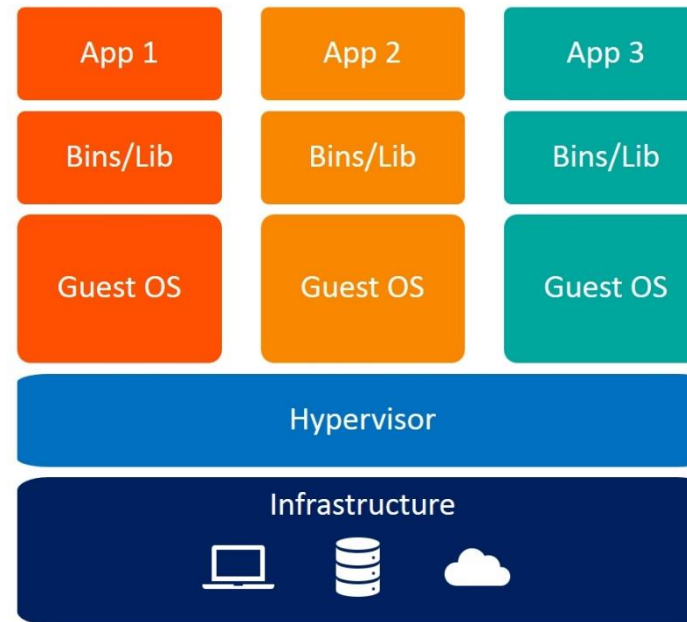 App 1
App 2
App 3
Bins/Lib
Bins/Lib
Bins/Lib
Guest OS
Guest OS
Guest OS
Hypervisor
Infrastructure